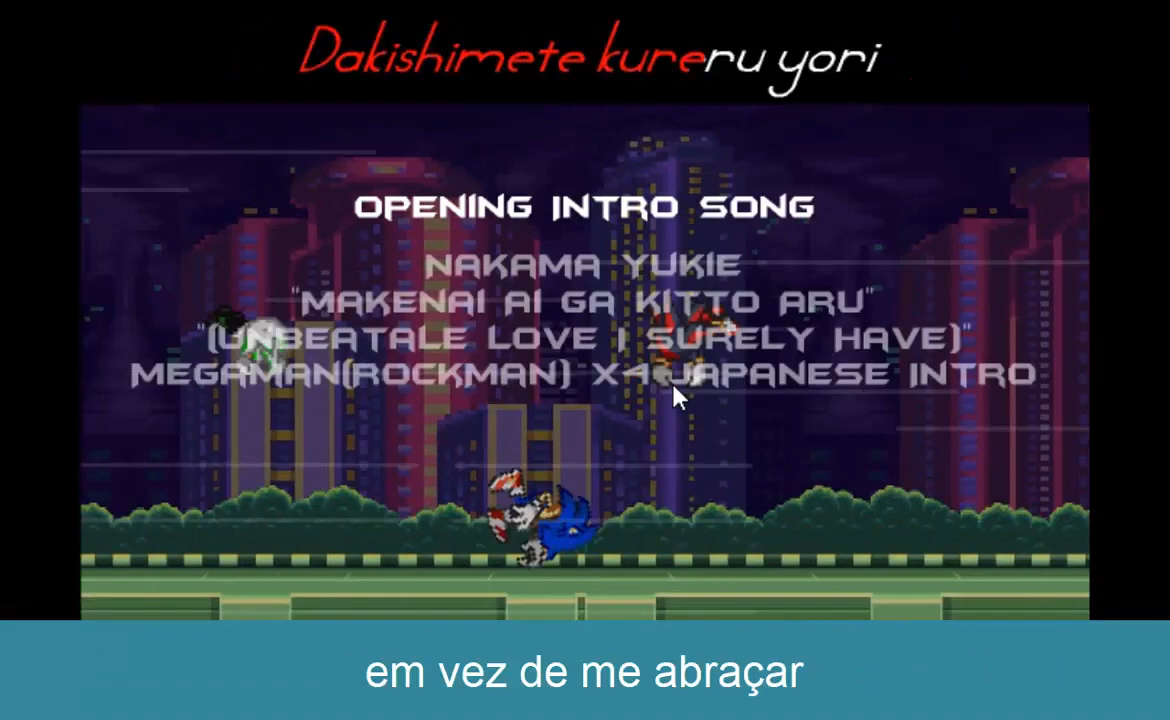 Dakishimete kureru yori
OPENING INTRO SONG
NAKAMA YUKIE
"MAKENAI AI GA KITTO ARU"
"(UNBEATALE LOVE I SURELY HAVE)"
MEGAMAN(ROCKMAN) X4 JAPANESE INTRO
em vez de me abraçar